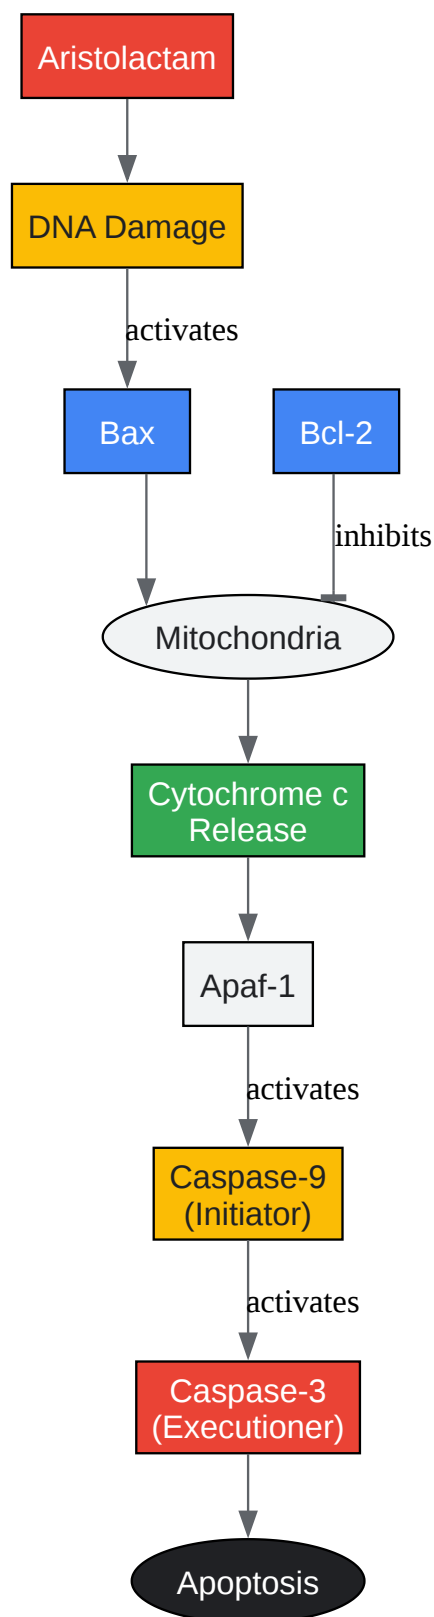 Aristolactam
DNA Damage
activates
Bax
Bcl-2
inhibits
Mitochondria
Cytochrome c
Release
Apaf-1
activates
Caspase-9
(Initiator)
activates
Caspase-3
(Executioner)
Apoptosis